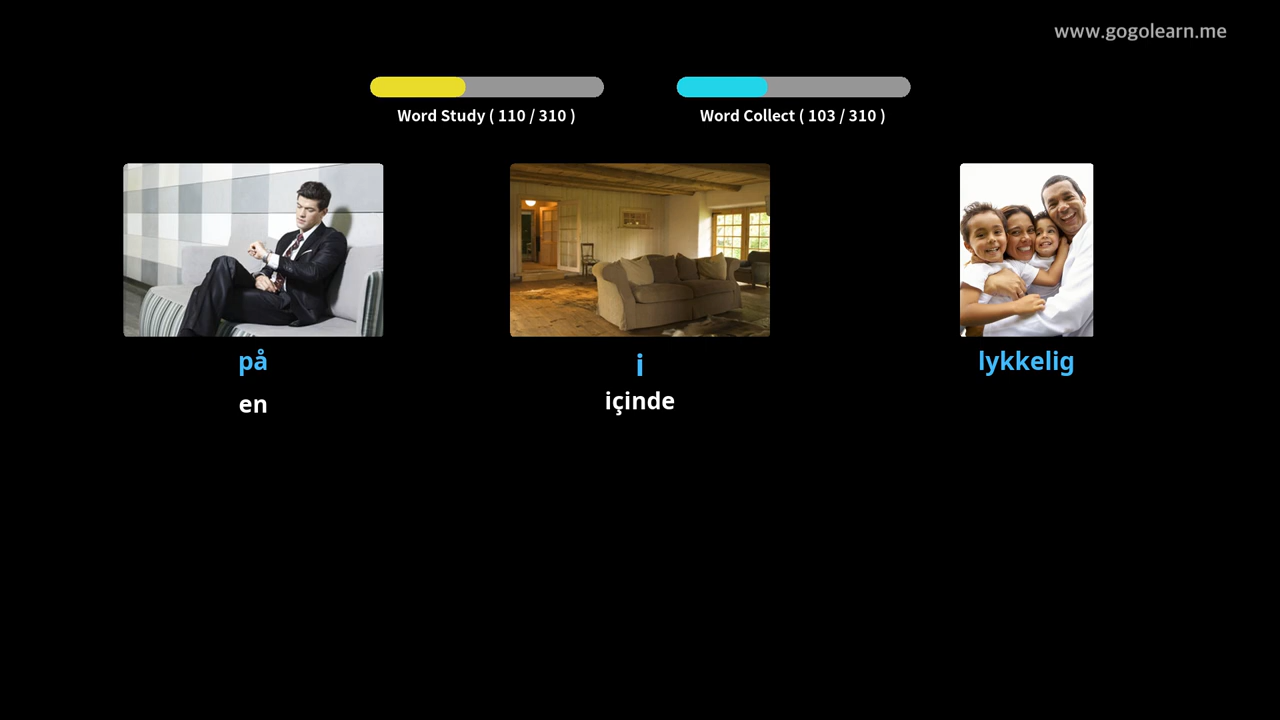 www.gogolearn.me
Word Study ( 110 / 310 )
Word Collect ( 103 / 310 )
på
i
lykkelig
en
içinde